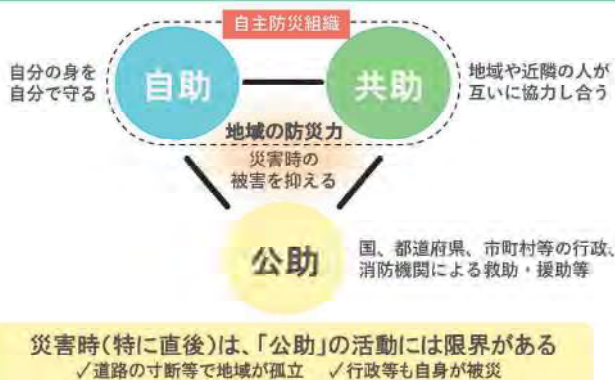 自主防災組織
自分の身を
自分で守る
自助
共助
地域や近隣の人が
互いに協力し合う
地域の防災力
災害時の
被害を抑える
公助
国、都道府県、市町村等の行政、
消防機関による救助・援助等
災害時(特に直後)は、「公助」の活動には限界がある
✓道路の寸断等で地域が孤立 ✓行政等も自身が被災